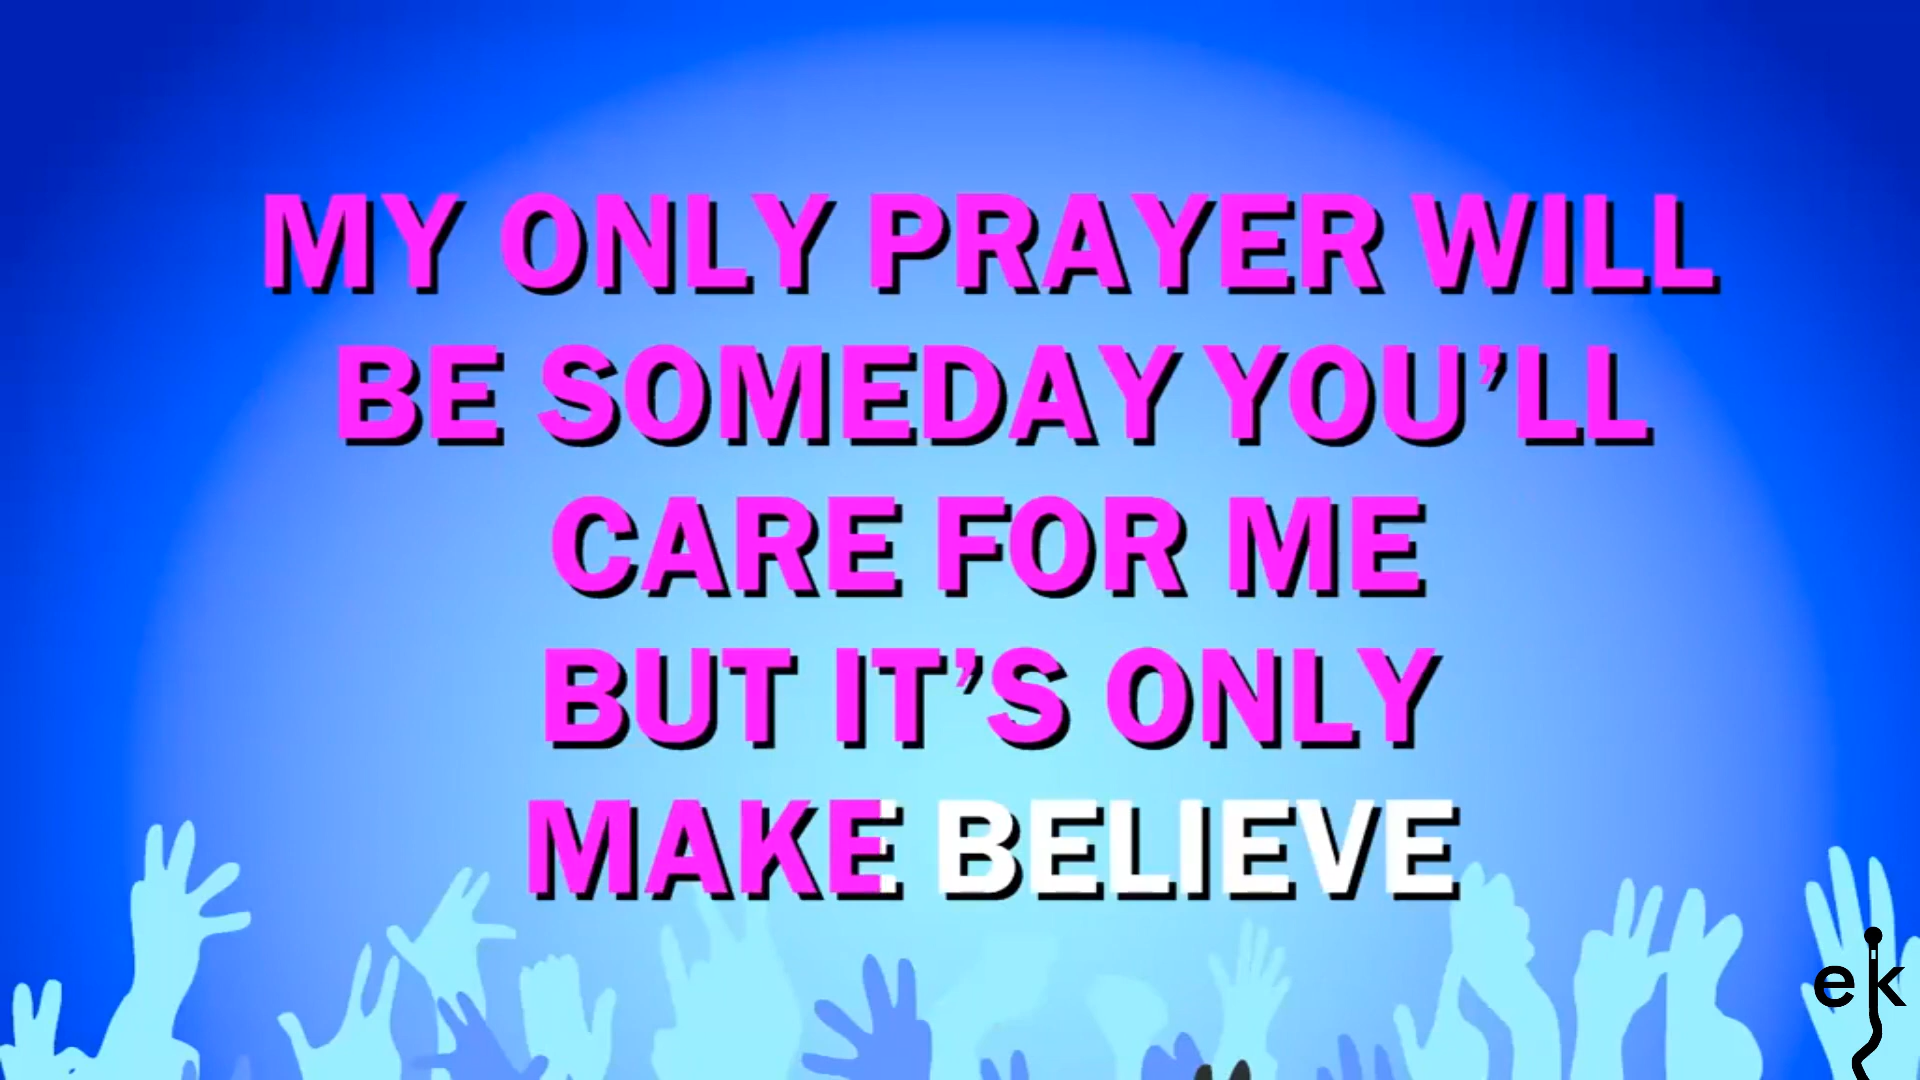 MY ONLY PRAYER WILL
BE SOMEDAY YOU’LL
CARE FOR ME
BUT IT’S ONLY
MAKE BELIEVE
ek